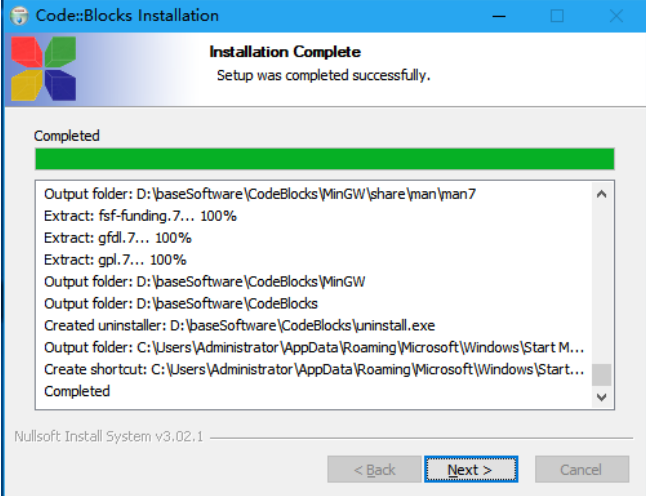 Code::Blocks Installation
Installation Complete
Setup was completed successfully.
Completed
Output folder: D:\baseSoftware\CodeBlocks\MinGW\share\man\man7
Extract: fsf-funding.7... 100%
Extract: gfdl.7... 100%
Extract: gpl.7... 100%
Output folder: D:\baseSoftware\CodeBlocks\MinGW
Output folder: D:\baseSoftware\CodeBlocks
Created uninstaller: D:\baseSoftware\CodeBlocks\uninstall.exe
Output folder: C:\Users\Administrator\AppData\Roaming\Microsoft\Windows\Start M...
Create shortcut: C:\Users\Administrator\AppData\Roaming\Microsoft\Windows\Start...
Completed
Nullsoft Install System v3.02.1
< Back Next > Cancel